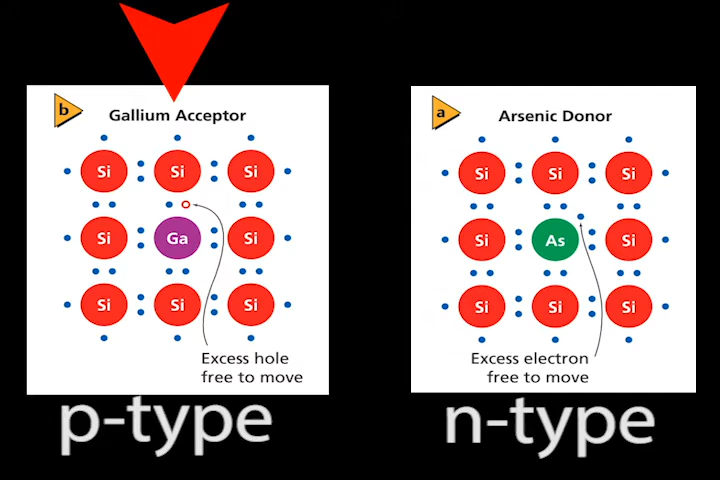 b
Gallium Acceptor
Si Si Si
Si Ga Si
Si Si Si
Excess hole
free to move
p-type
a
Arsenic Donor
Si Si Si
Si As Si
Si Si Si
Excess electron
free to move
n-type